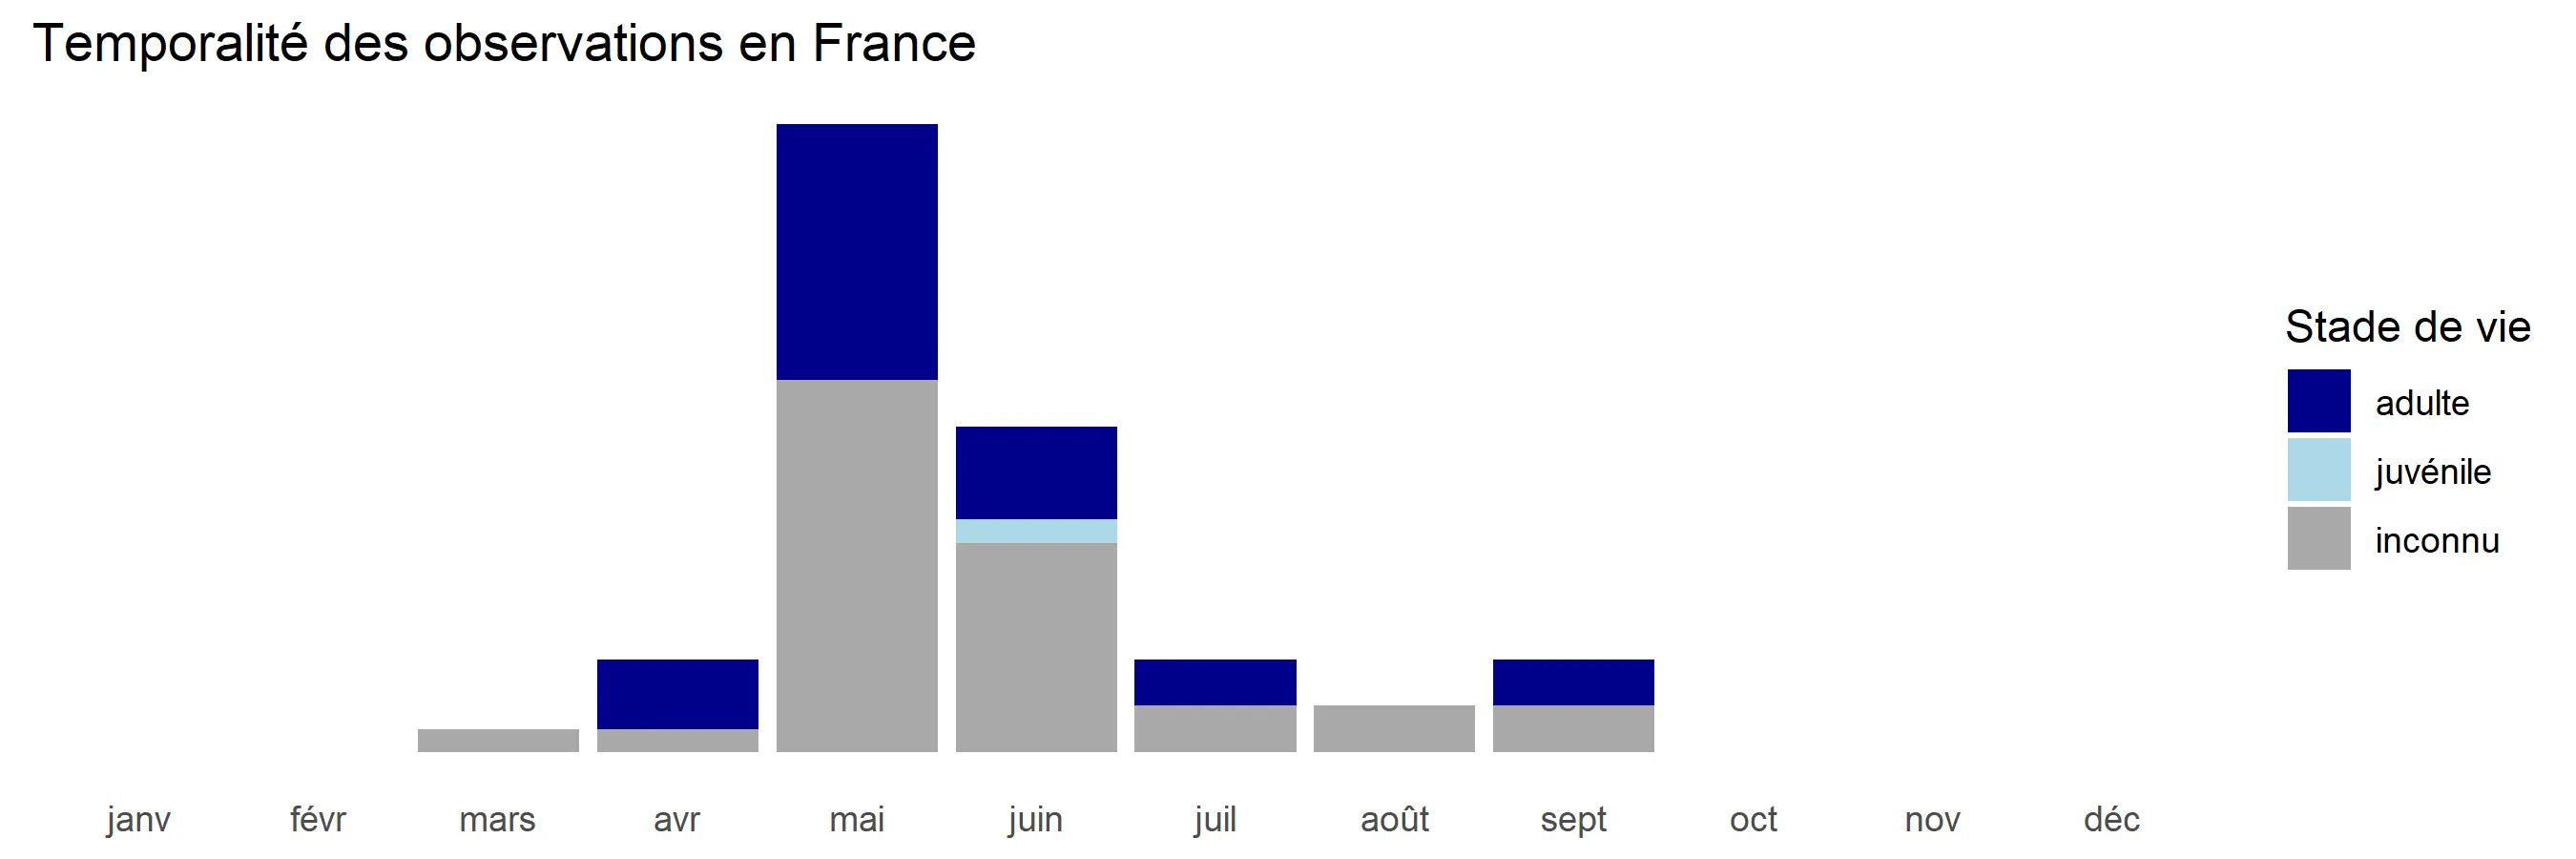 Temporalité des observations en France
Stade de vie
adulte
juvénile
inconnu
janv févr mars avr mai juin juil août sept oct nov déc